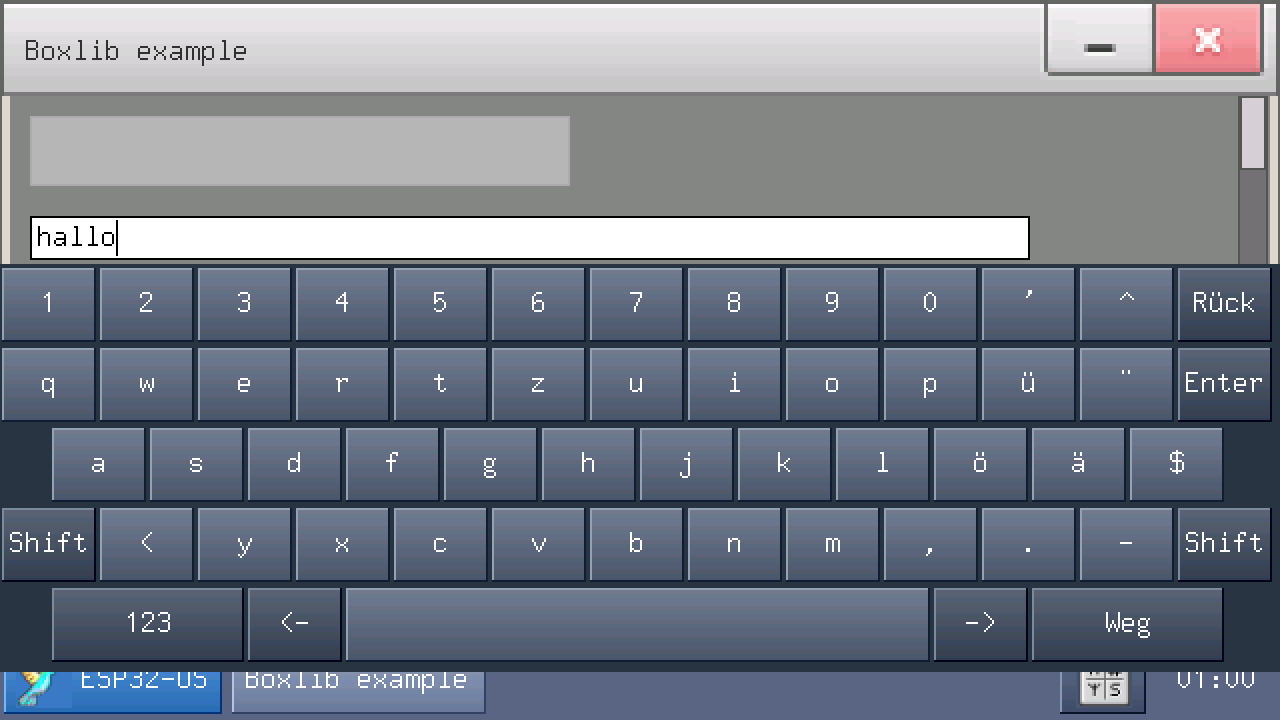 Boxlib example
hallo
1 2 3 4 5 6 7 8 9 0 ' ^ Rück
q w e r t z u i o p ü ¨ Enter
a s d f g h j k l ö ä $
Shift < y x c v b n m , . - Shift
123 <- -> Weg
ESP32-OS Boxlib example 01:00
Y S